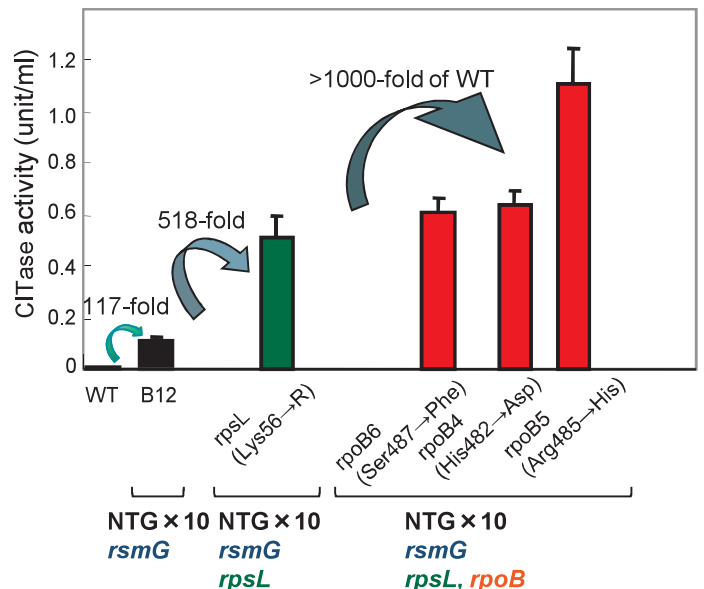 CITase activity (unit/ml)
1.2
1.0
0.8
0.6
0.4
0.2
0
>1000-fold of WT
518-fold
117-fold
WT
B12
rpsL
(Lys56→R)
rpoB6
(Ser487→Phe)
rpoB4
(His482→Asp)
rpoB5
(Arg485→His)
NTG×10
rsmG
NTG×10
rsmG
rpsL
NTG×10
rsmG
rpsL, rpoB